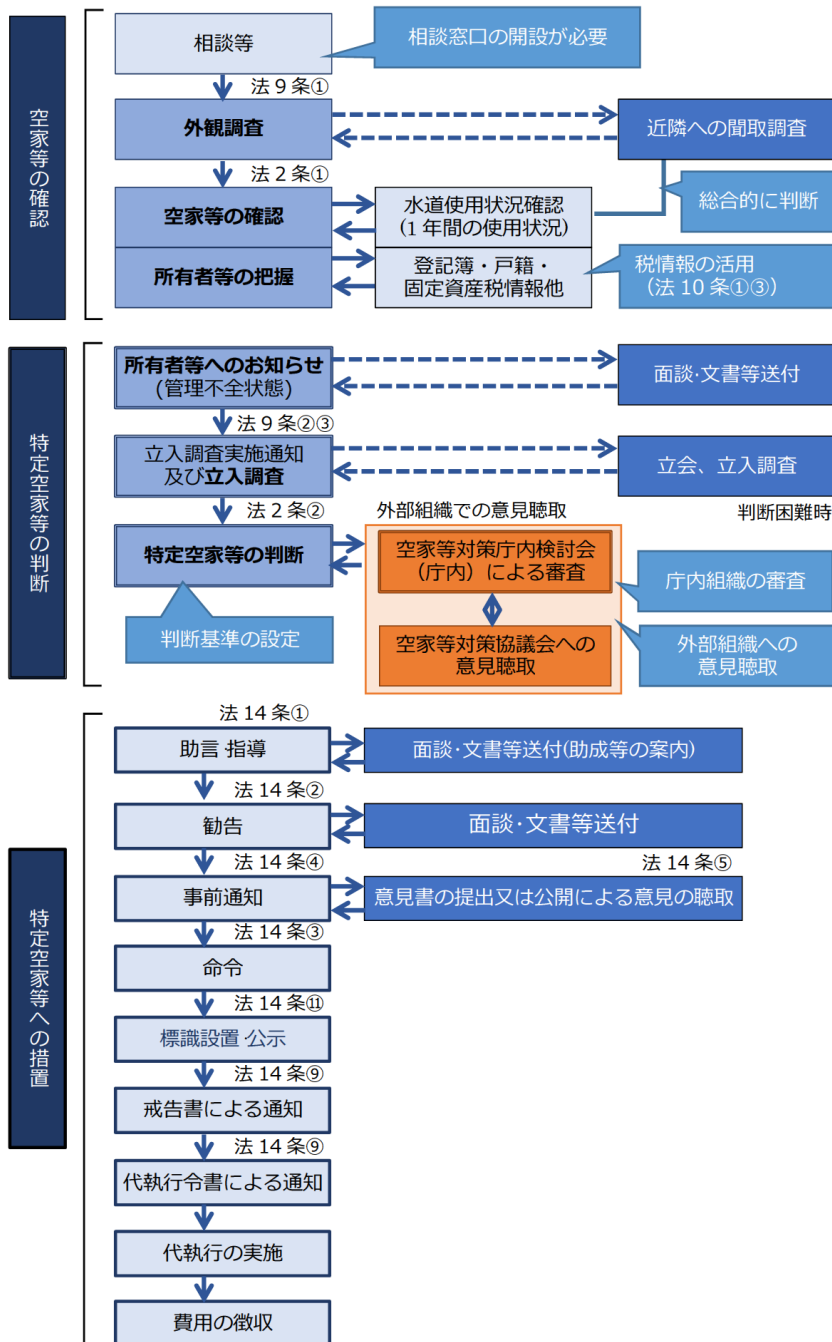 空家等の確認
相談等
相談窓口の開設が必要
法9条①
外観調査
近隣への聞取調査
法2条①
総合的に判断
空家等の確認
水道使用状況確認
(1年間の使用状況)
所有者等の把握
登記簿・戸籍・
固定資産税情報他
税情報の活用
(法10条①③)
特定空家等の判断
所有者等へのお知らせ
(管理不全状態)
面談･文書等送付
法9条②③
立入調査実施通知
及び立入調査
立会、立入調査
法2条②
外部組織での意見聴取
判断困難時
特定空家等の判断
空家等対策庁内検討会
（庁内）による審査
庁内組織の審査
判断基準の設定
空家等対策協議会への
意見聴取
外部組織への
意見聴取
特定空家等への措置
法14条①
助言･指導
面談･文書等送付(助成等の案内)
法14条②
勧告
面談･文書等送付
法14条④
法14条⑤
事前通知
意見書の提出又は公開による意見の聴取
法14条③
命令
法14条⑪
標識設置･公示
法14条⑨
戒告書による通知
法14条⑨
代執行令書による通知
代執行の実施
費用の徴収